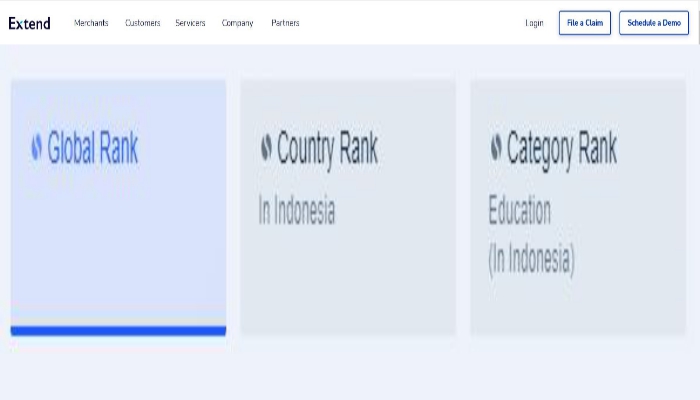 Extend
Merchants
Customers
Servicers
Company
Partners
Login
File a Claim
Schedule a Demo
Global Rank
Country Rank
In Indonesia
Category Rank
Education
(In Indonesia)